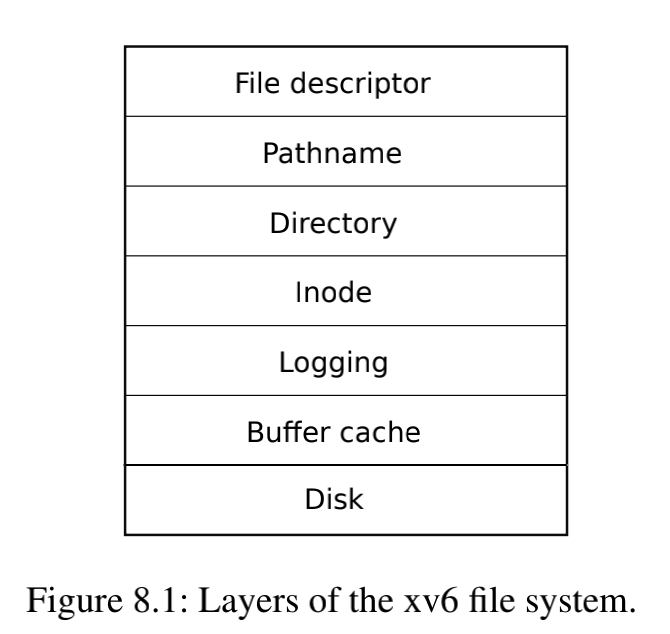 File descriptor
Pathname
Directory
Inode
Logging
Buffer cache
Disk
Figure 8.1: Layers of the xv6 file system.